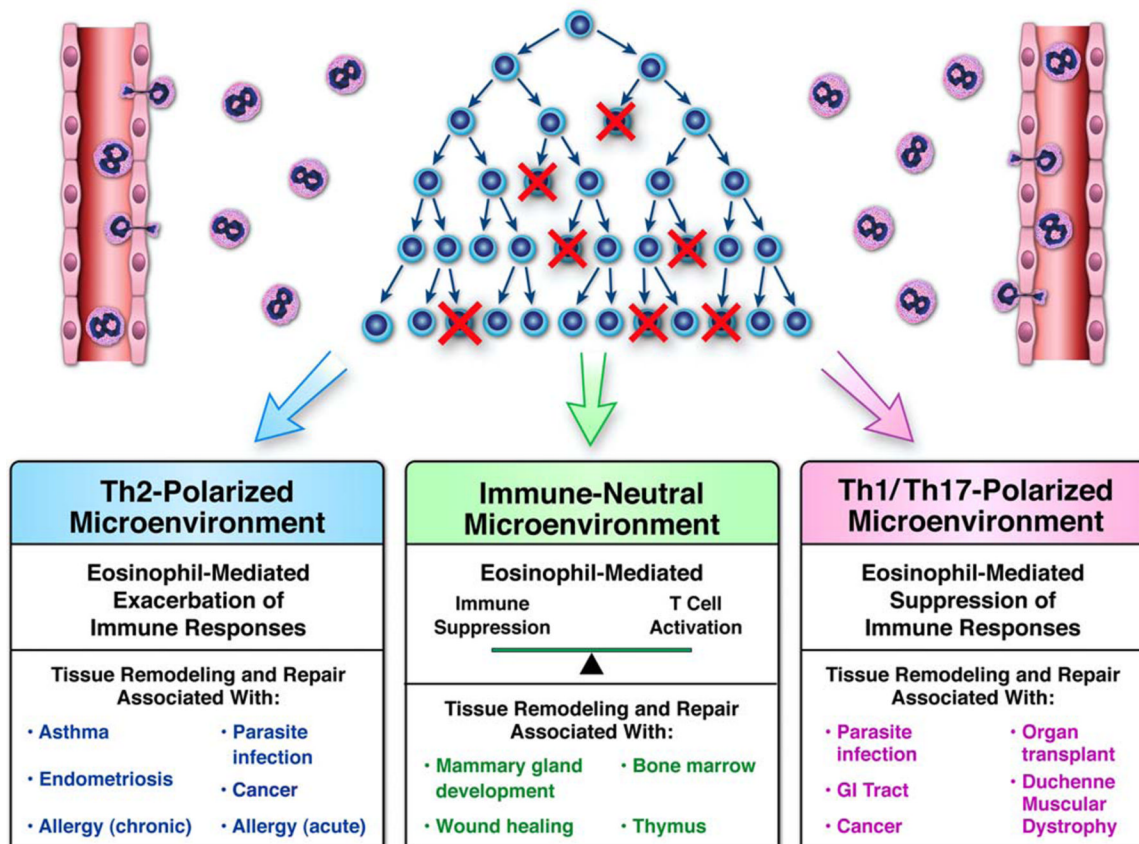 Th2-Polarized
Microenvironment
Eosinophil-Mediated
Exacerbation of
Immune Responses
Tissue Remodeling and Repair
Associated With:
· Asthma
· Endometriosis
· Allergy (chronic)
· Parasite
infection
· Cancer
· Allergy (acute)
Immune-Neutral
Microenvironment
Eosinophil-Mediated
Immune
Suppression
T Cell
Activation
Tissue Remodeling and Repair
Associated With:
· Mammary gland
development
· Wound healing
· Bone marrow
· Thymus
Th1/Th17-Polarized
Microenvironment
Eosinophil-Mediated
Suppression of
Immune Responses
Tissue Remodeling and Repair
Associated With:
· Parasite
infection
· GI Tract
· Cancer
· Organ
transplant
· Duchenne
Muscular
Dystrophy